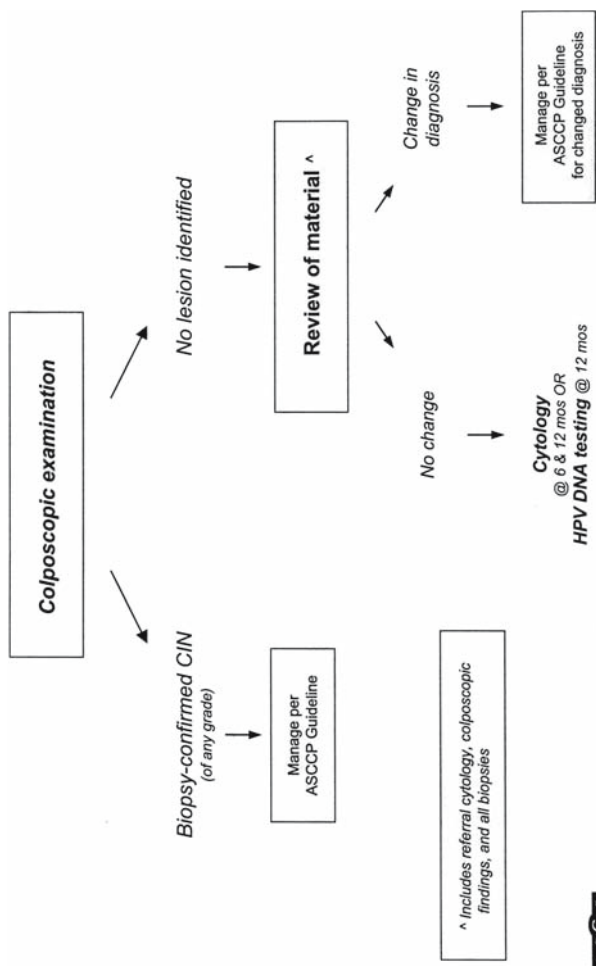 Colposcopic examination
Biopsy-confirmed CIN
(of any grade)
Manage per
ASCCP Guideline
No lesion identified
Review of material ^
No change
Cytology
@ 6 & 12 mos OR
HPV DNA testing @ 12 mos
Change in
diagnosis
Manage per
ASCCP Guideline
for changed diagnosis
^ Includes referral cytology, colposcopic
findings, and all biopsies